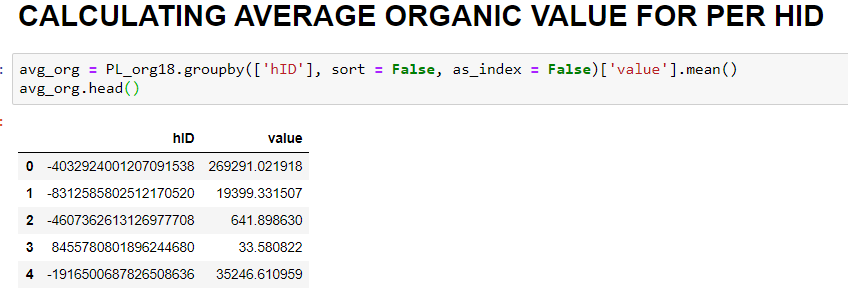 CALCULATING AVERAGE ORGANIC VALUE FOR PER HID
: avg_org = PL_org18.groupby(['hID'], sort = False, as_index = False)['value'].mean()
avg_org.head()
:
hID value
0 -4032924001207091538 269291.021918
1 -8312585802512170520 19399.331507
2 -4607362613126977708 641.898630
3 8455780801896244680 33.580822
4 -1916500687826508636 35246.610959